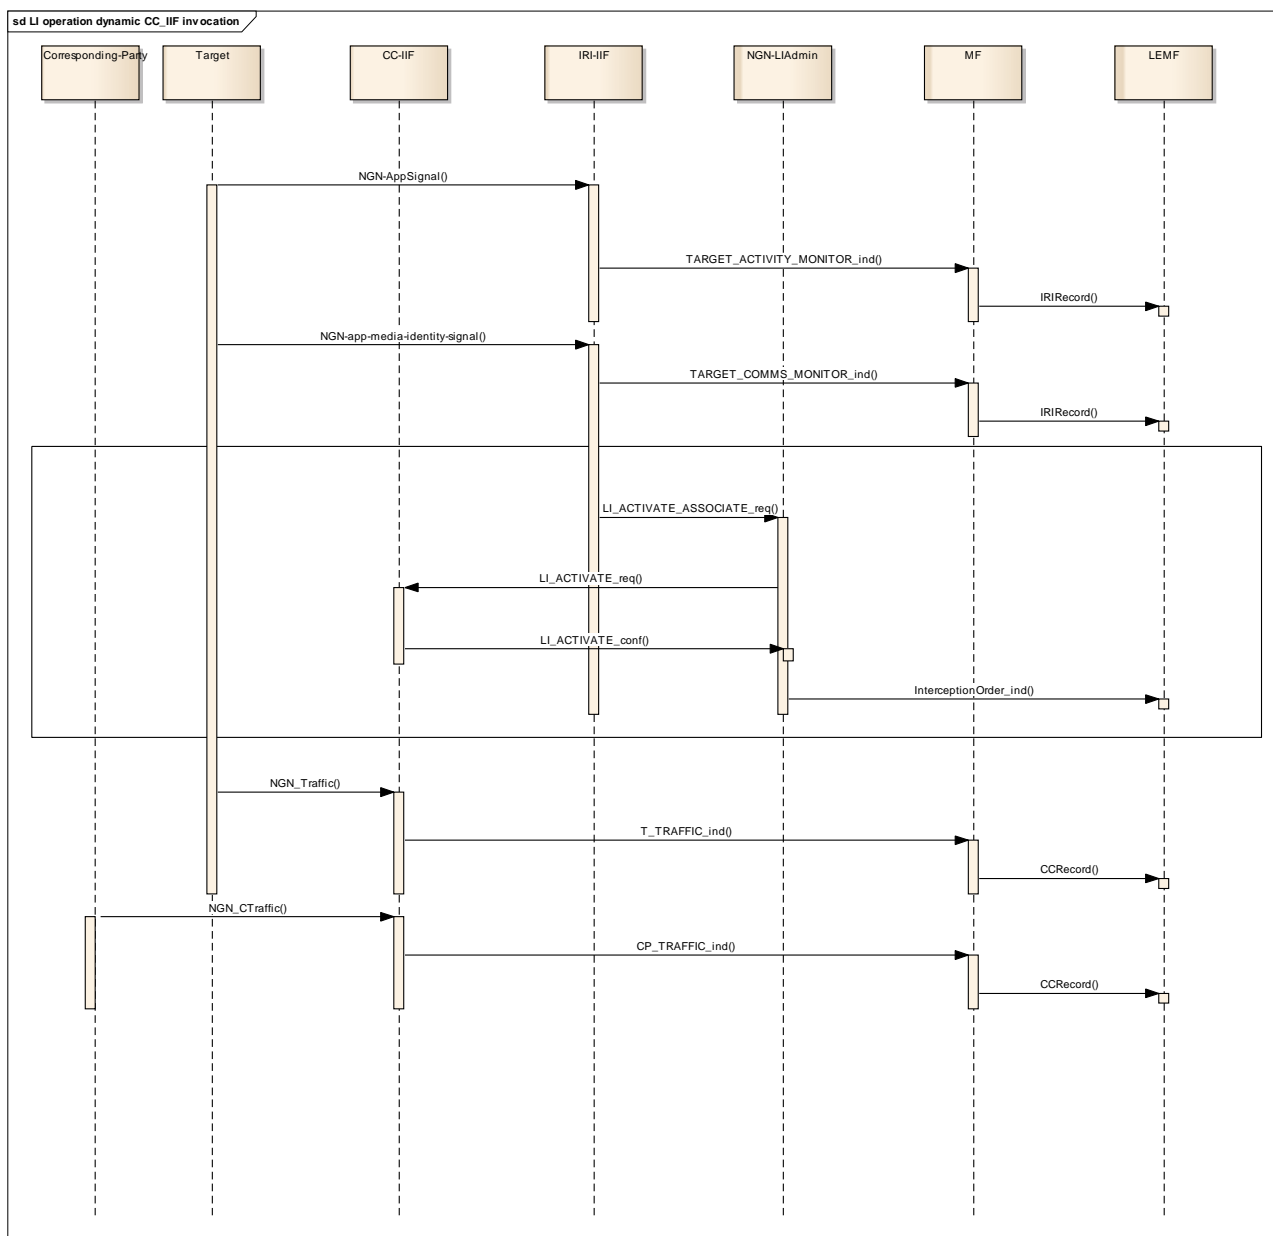 sd LI operation dynamic CC_IIF invocation
Corresponding-Party
Target
CC-IIF
IRI-IIF
NGN-LIAdmin
MF
LEMF
NGN-AppSignal()
TARGET_ACTIVITY_MONITOR_ind()
IRIRecord()
NGN-app-media-identity-signal()
TARGET_COMMS_MONITOR_ind()
IRIRecord()
LI_ACTIVATE_ASSOCIATE_req()
LI_ACTIVATE_req()
LI_ACTIVATE_conf()
InterceptionOrder_ind()
NGN_Traffic()
T_TRAFFIC_ind()
CCRecord()
NGN_CTraffic()
CP_TRAFFIC_ind()
CCRecord()